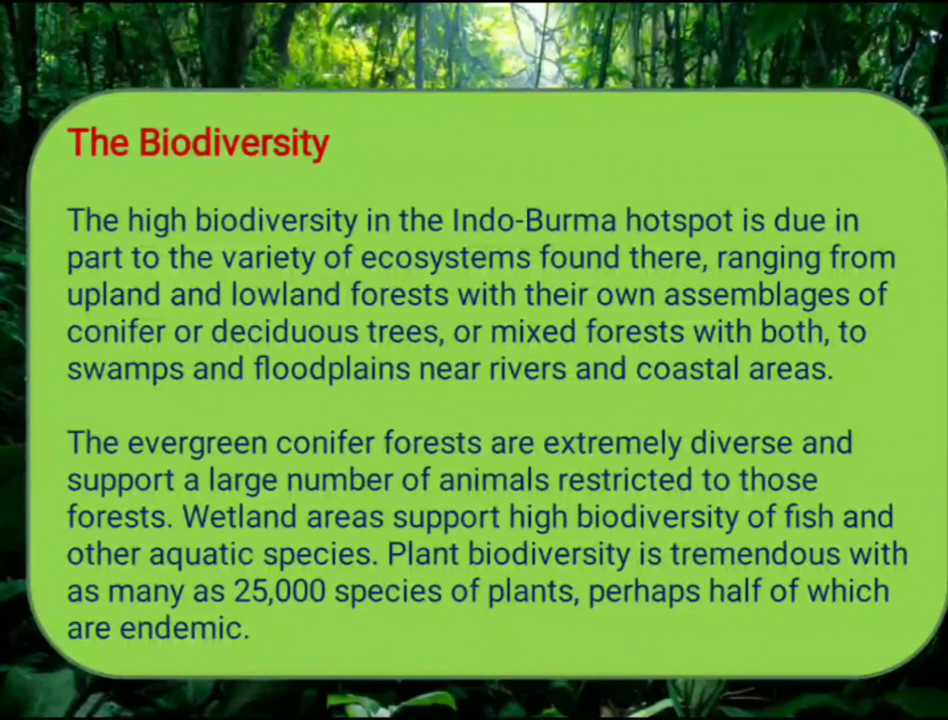 The Biodiversity
The high biodiversity in the Indo-Burma hotspot is due in
part to the variety of ecosystems found there, ranging from
upland and lowland forests with their own assemblages of
conifer or deciduous trees, or mixed forests with both, to
swamps and floodplains near rivers and coastal areas.
The evergreen conifer forests are extremely diverse and
support a large number of animals restricted to those
forests. Wetland areas support high biodiversity of fish and
other aquatic species. Plant biodiversity is tremendous with
as many as 25,000 species of plants, perhaps half of which
are endemic.